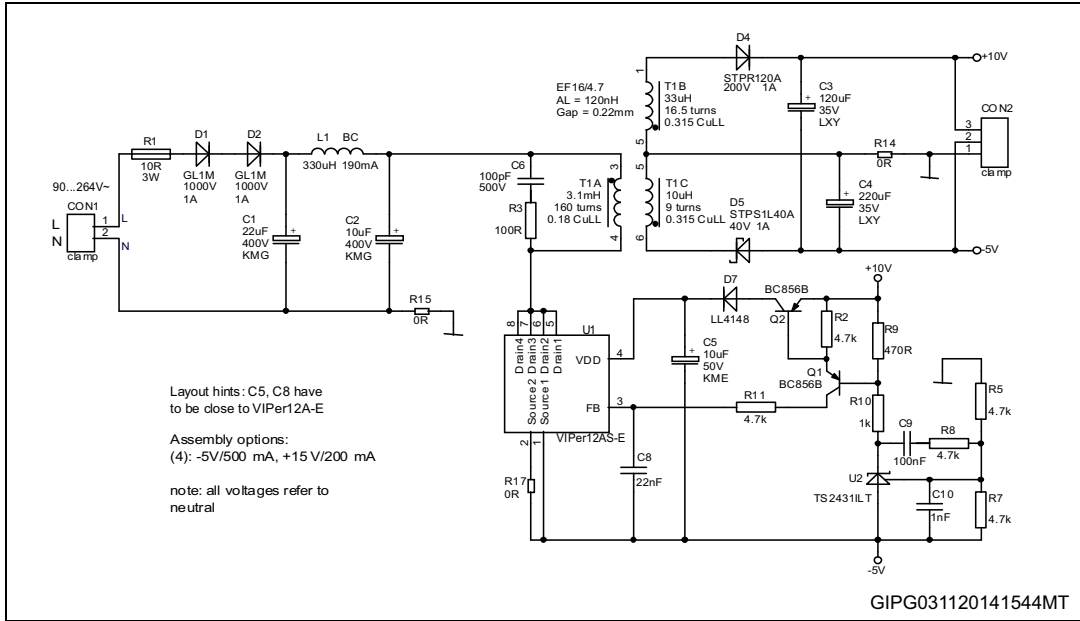 90...264V~
CON1
L
N
1
2
clamp
L
N
R1
10R
3W
D1
GL1M
1000V
1A
D2
GL1M
1000V
1A
L1 BC
330uH 190mA
C1
22uF
400V
KMG
+
C2
10uF
400V
KMG
+
R15
0R
C6
100pF
500V
R3
100R
EF16/4.7
AL = 120nH
Gap = 0.22mm
3
T1A
3.1mH
160 turns
0.18 CuLL
4
1
T1B
33uH
16.5 turns
0.315 CuLL
5
5
T1C
10uH
9 turns
0.315 CuLL
6
D4
STPR120A
200V 1A
C3
120uF
35V
LXY
+
+10V
CON2
3
2
1
clamp
R14
0R
C4
220uF
35V
LXY
+
D5
STPS1L40A
40V 1A
-5V
U1
8
7
6
5
Drain4
Drain3
Drain2
Drain1
VDD
4
Source2
Source1
FB
3
VIPer12AS-E
2
1
R17
0R
C8
22nF
C5
10uF
50V
KME
+
D7
LL4148
BC856B
Q2
R2
4.7k
+10V
R9
470R
Q1
BC856B
R11
4.7k
R10
1k
C9
100nF
R8
4.7k
R5
4.7k
U2
TS2431ILT
C10
1nF
R7
4.7k
-5V
Layout hints: C5, C8 have
to be close to VIPer12A-E
Assembly options:
(4): -5V/500 mA, +15 V/200 mA
note: all voltages refer to
neutral
GIPG031120141544MT